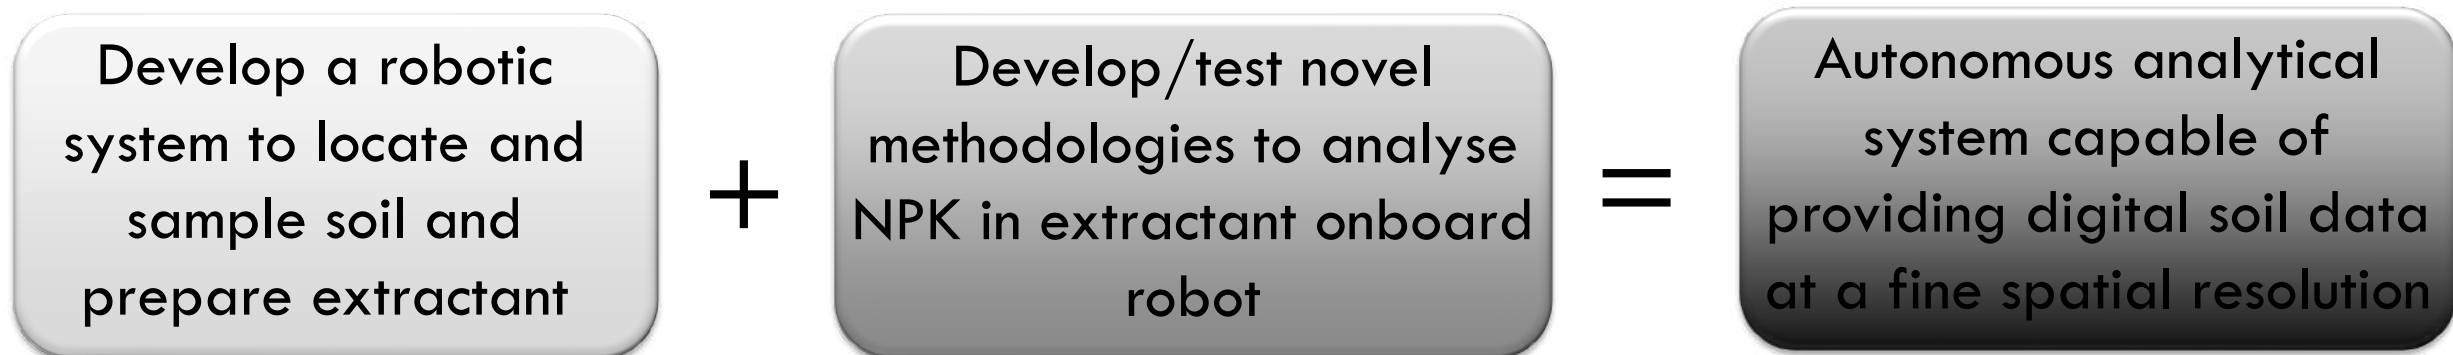 Develop a robotic
system to locate and
sample soil and
prepare extractant
+
Develop/test novel
methodologies to analyse
NPK in extractant onboard
robot
=
Autonomous analytical
system capable of
providing digital soil data
at a fine spatial resolution